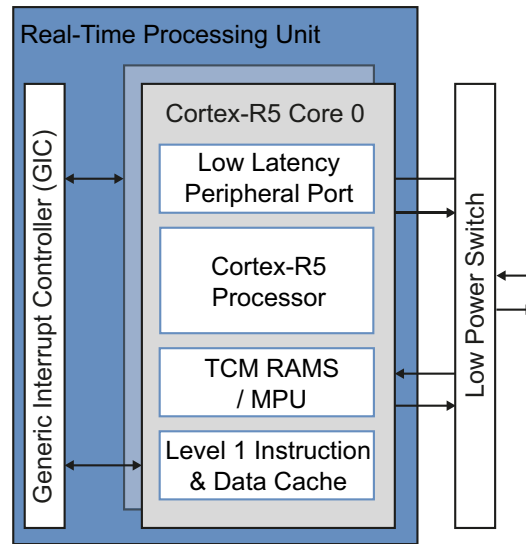 Real-Time Processing Unit
Generic Interrupt Controller (GIC)
Cortex-R5 Core 0
Low Latency
Peripheral Port
Cortex-R5
Processor
TCM RAMS
/ MPU
Level 1 Instruction
& Data Cache
Low Power Switch